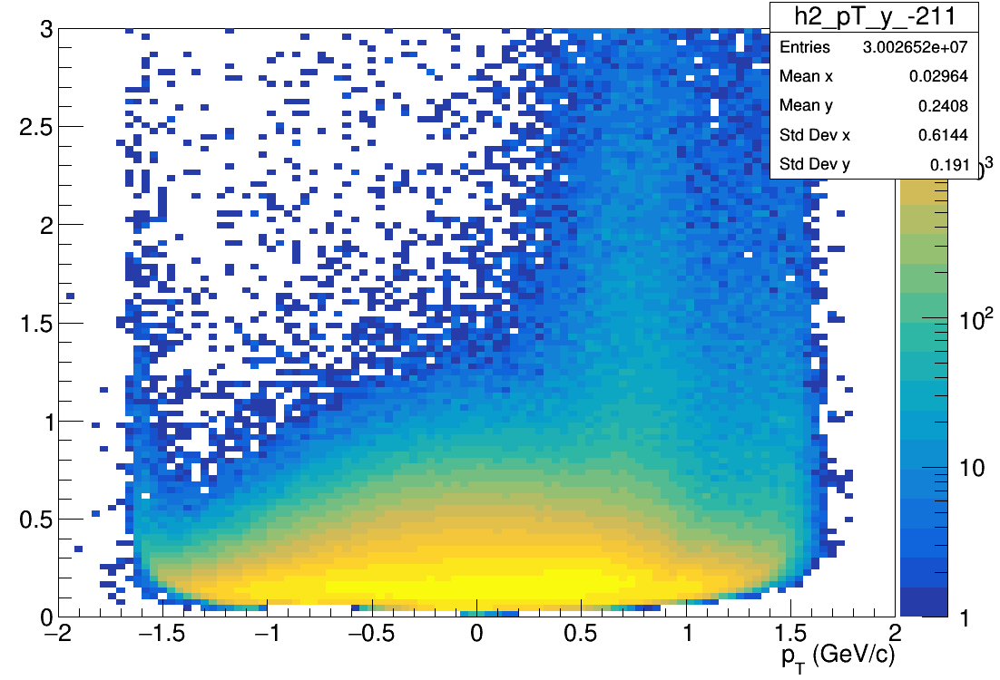 h2_pT_y_-211
Entries 3.002652e+07
Mean x 0.02964
Mean y 0.2408
Std Dev x 0.6144
Std Dev y 0.191
3
2.5
2
1.5
1
0.5
0
−2 −1.5 −1 −0.5 0 0.5 1 1.5 2
p_T (GeV/c)
10²
10
1